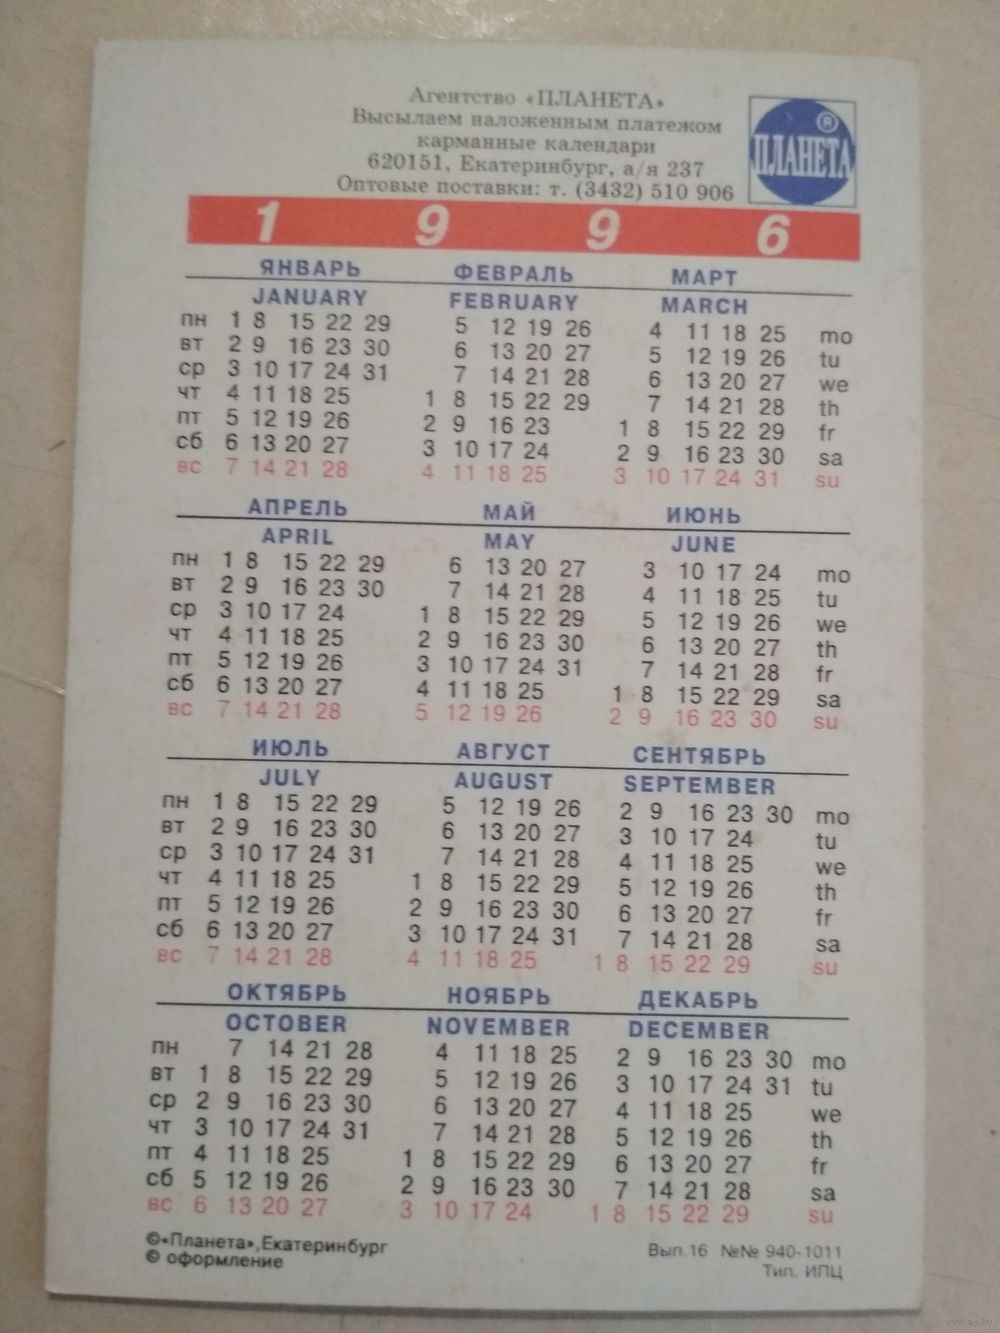 Агентство «ПЛАНЕТА»
Высылаем наложенным платежом
карманные календари
620151, Екатеринбург, а/я 237
Оптовые поставки: т. (3432) 510 906
® ПЛАНЕТА
1 9 9 6
ЯНВАРЬ ФЕВРАЛЬ МАРТ
JANUARY FEBRUARY MARCH
пн 1 8 15 22 29 5 12 19 26 4 11 18 25 mo
вт 2 9 16 23 30 6 13 20 27 5 12 19 26 tu
ср 3 10 17 24 31 7 14 21 28 6 13 20 27 we
чт 4 11 18 25 1 8 15 22 29 7 14 21 28 th
пт 5 12 19 26 2 9 16 23 1 8 15 22 29 fr
сб 6 13 20 27 3 10 17 24 2 9 16 23 30 sa
вс 7 14 21 28 4 11 18 25 3 10 17 24 31 su
АПРЕЛЬ МАЙ ИЮНЬ
APRIL MAY JUNE
пн 1 8 15 22 29 6 13 20 27 3 10 17 24 mo
вт 2 9 16 23 30 7 14 21 28 4 11 18 25 tu
ср 3 10 17 24 1 8 15 22 29 5 12 19 26 we
чт 4 11 18 25 2 9 16 23 30 6 13 20 27 th
пт 5 12 19 26 3 10 17 24 31 7 14 21 28 fr
сб 6 13 20 27 4 11 18 25 1 8 15 22 29 sa
вс 7 14 21 28 5 12 19 26 2 9 16 23 30 su
ИЮЛЬ АВГУСТ СЕНТЯБРЬ
JULY AUGUST SEPTEMBER
пн 1 8 15 22 29 5 12 19 26 2 9 16 23 30 mo
вт 2 9 16 23 30 6 13 20 27 3 10 17 24 tu
ср 3 10 17 24 31 7 14 21 28 4 11 18 25 we
чт 4 11 18 25 1 8 15 22 29 5 12 19 26 th
пт 5 12 19 26 2 9 16 23 30 6 13 20 27 fr
сб 6 13 20 27 3 10 17 24 31 7 14 21 28 sa
вс 7 14 21 28 4 11 18 25 1 8 15 22 29 su
ОКТЯБРЬ НОЯБРЬ ДЕКАБРЬ
OCTOBER NOVEMBER DECEMBER
пн 7 14 21 28 4 11 18 25 2 9 16 23 30 mo
вт 1 8 15 22 29 5 12 19 26 3 10 17 24 31 tu
ср 2 9 16 23 30 6 13 20 27 4 11 18 25 we
чт 3 10 17 24 31 7 14 21 28 5 12 19 26 th
пт 4 11 18 25 1 8 15 22 29 6 13 20 27 fr
сб 5 12 19 26 2 9 16 23 30 7 14 21 28 sa
вс 6 13 20 27 3 10 17 24 1 8 15 22 29 su
©«Планета», Екатеринбург
© оформление
Вып.16 №№ 940-1011
Тип. ИПЦ
www.ay.by